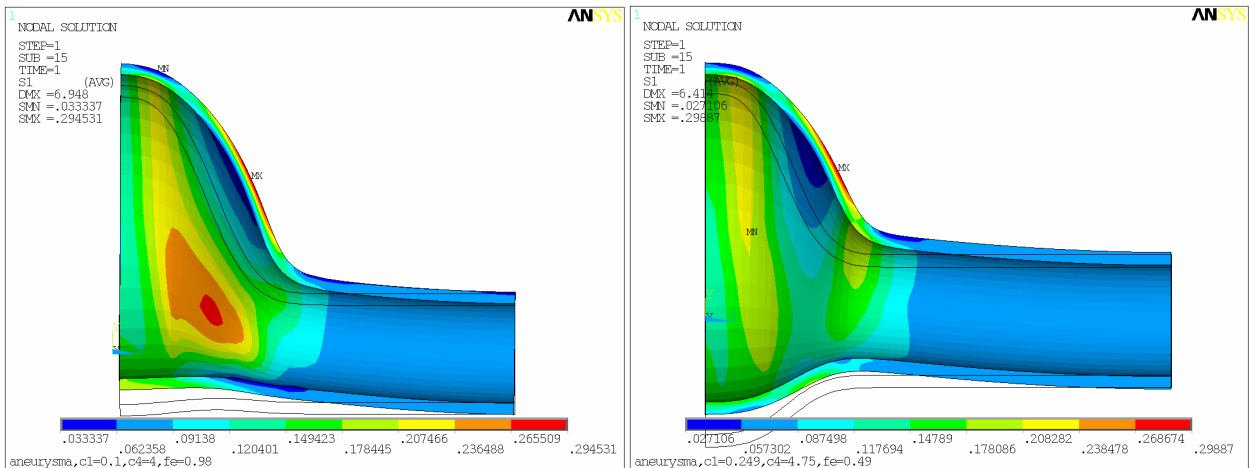 1
ANSYS
NODAL SOLUTION
STEP=1
SUB =15
TIME=1
S1 (AVG)
DMX =6.948
SMN =.033337
SMX =.294531
MN
MX
Y
.033337 .09138 .149423 .207466 .265509
.062358 .120401 .178445 .236488 .294531
aneurysma,c1=0.1,c4=4,fe=0.98
1
ANSYS
NODAL SOLUTION
STEP=1
SUB =15
TIME=1
S1 (AVG)
DMX =6.414
SMN =.027106
SMX =.29887
MX
MN
Y
X
.027106 .087498 .14789 .208282 .268674
.057302 .117694 .178086 .238478 .29887
aneurysma,c1=0.249,c4=4.75,fe=0.49